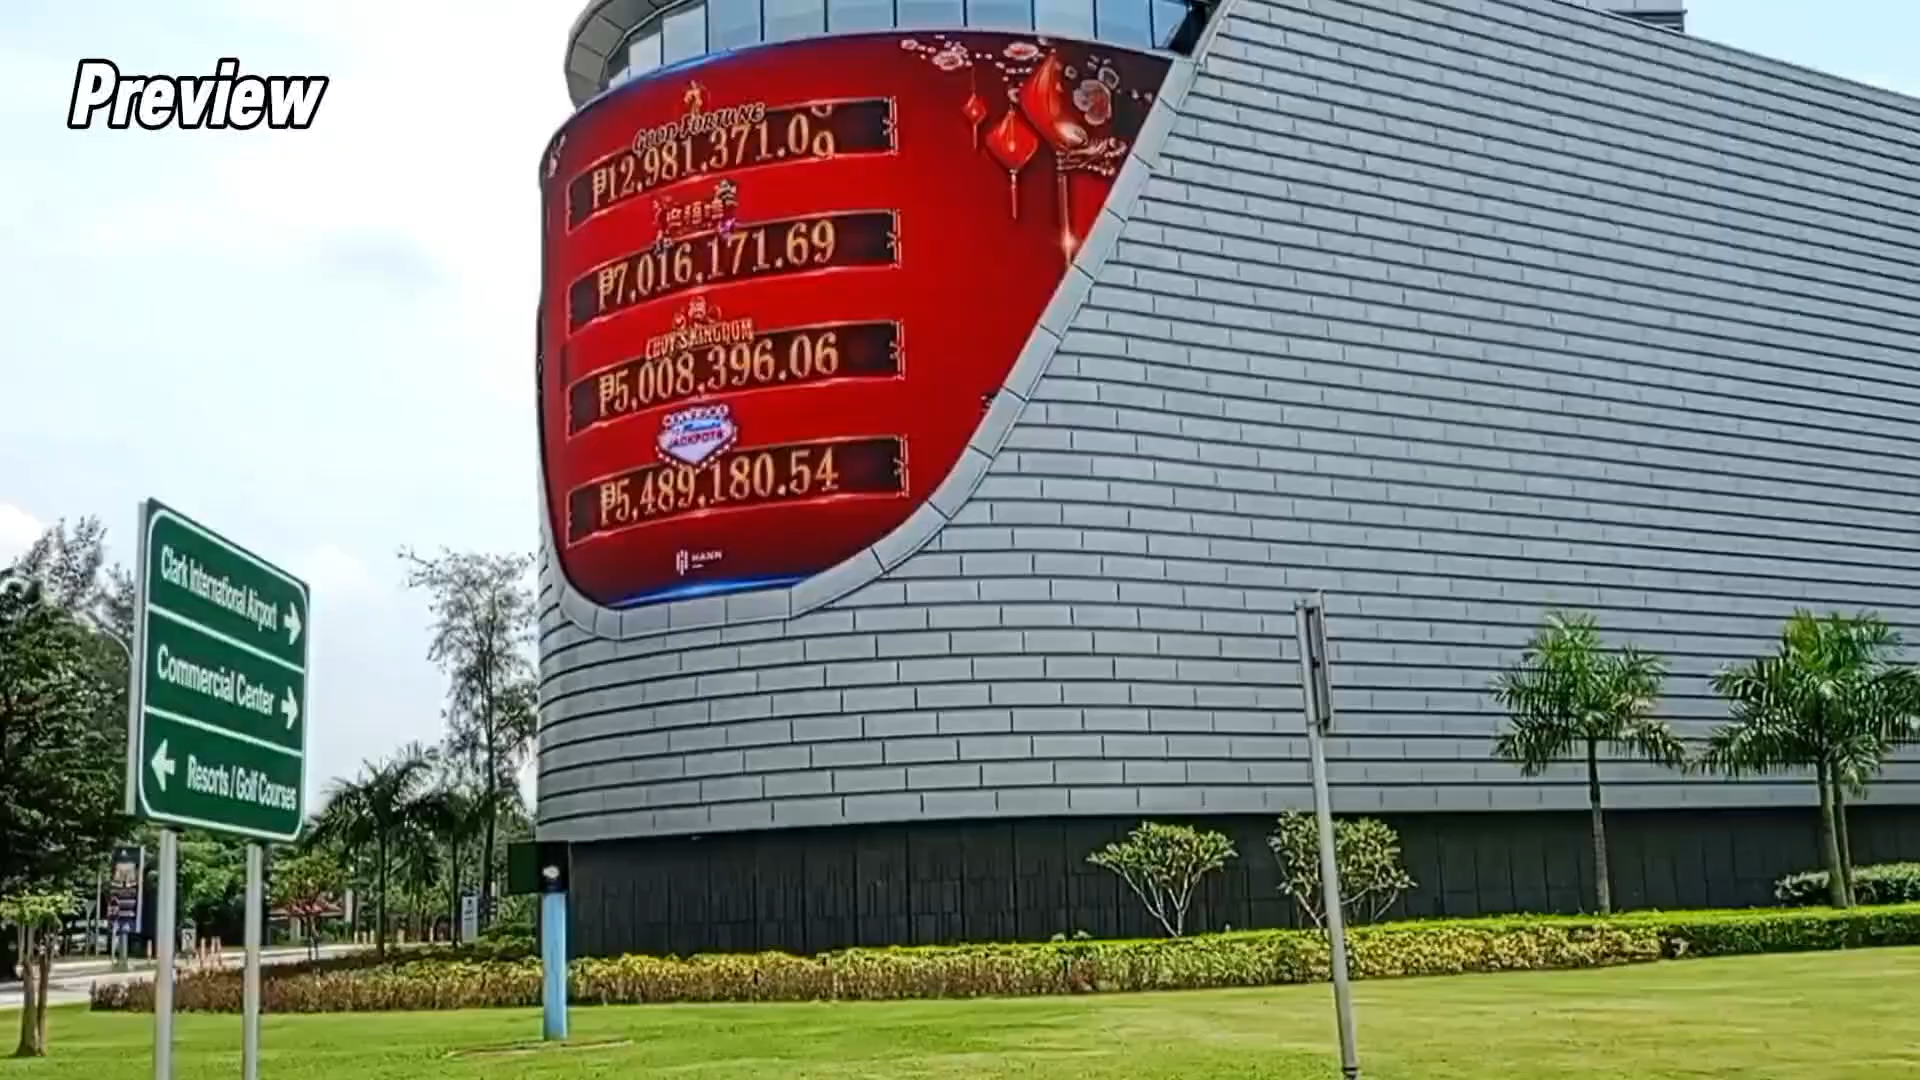 Preview
GOOD FORTUNE
₱12,981,371.09
₱7,016,171.69
₱5,008,396.06
JACKPOTS
₱5,489,180.54
HANN
Clark International Airport
Commercial Center
Resorts / Golf Courses